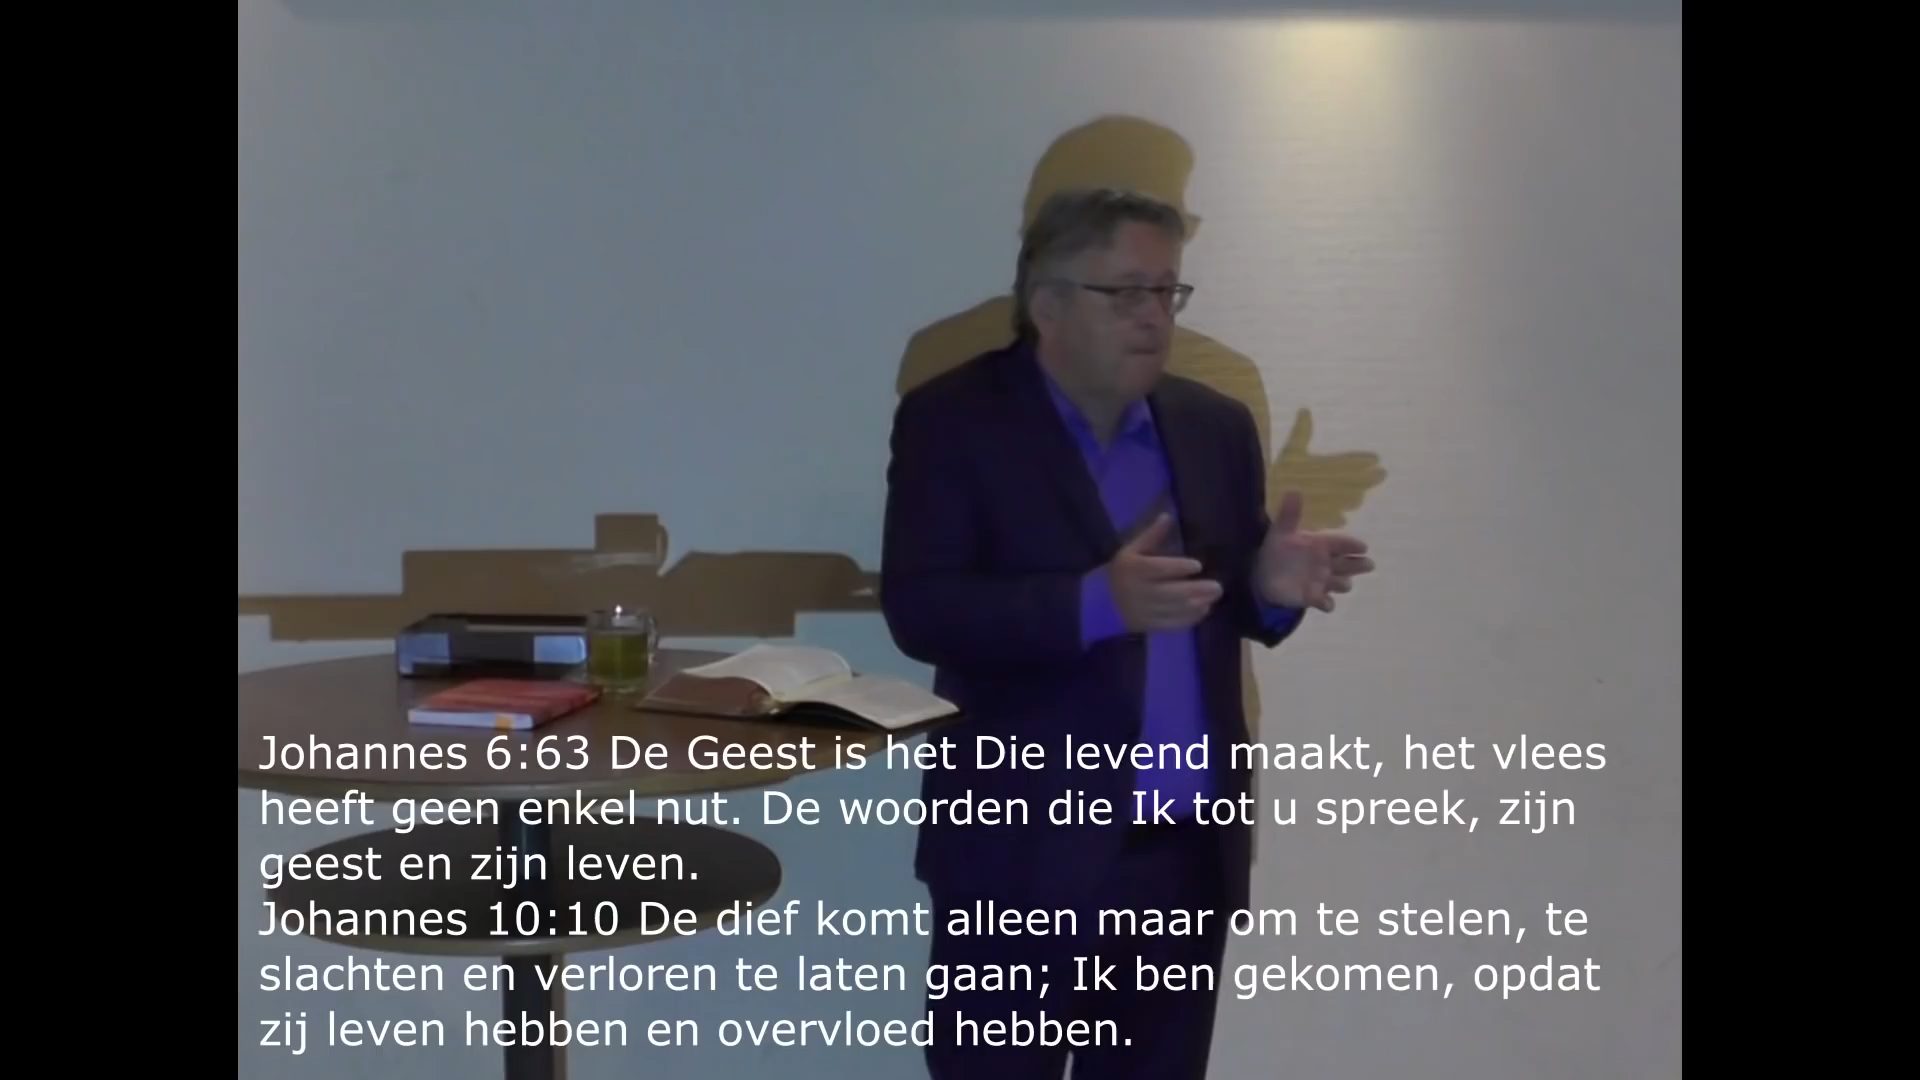 Johannes 6:63 De Geest is het Die levend maakt, het vlees
heeft geen enkel nut. De woorden die Ik tot u spreek, zijn
geest en zijn leven.
Johannes 10:10 De dief komt alleen maar om te stelen, te
slachten en verloren te laten gaan; Ik ben gekomen, opdat
zij leven hebben en overvloed hebben.